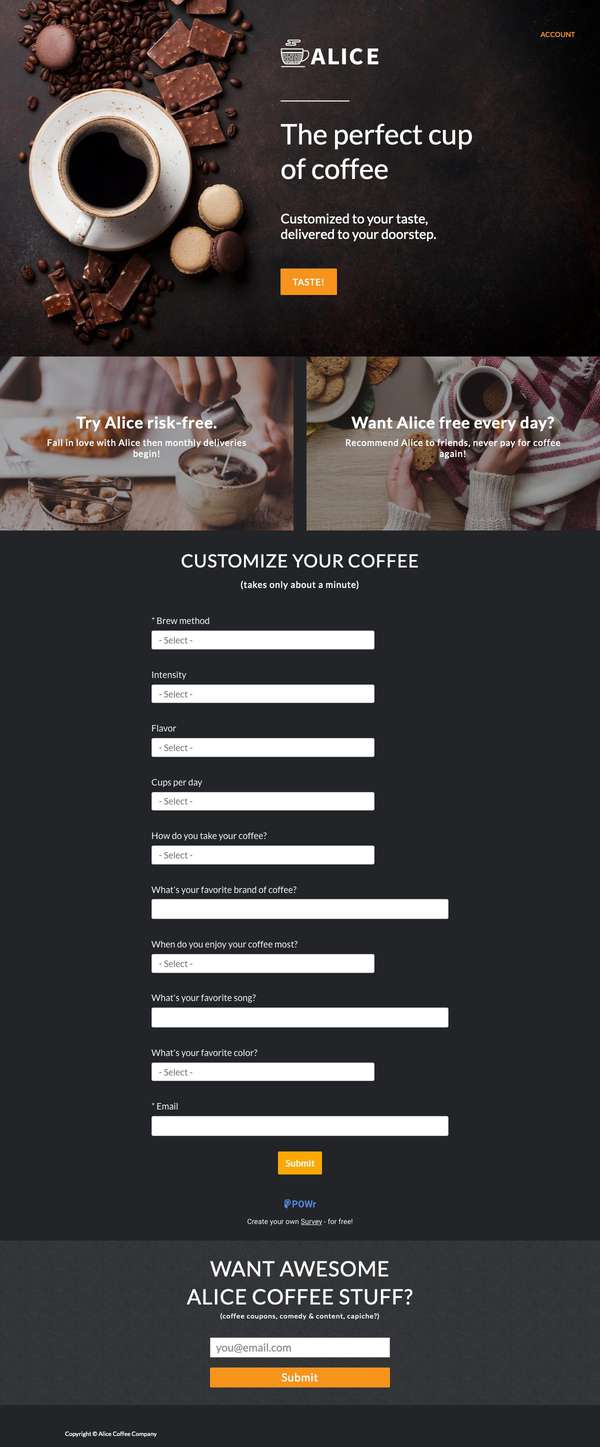 ACCOUNT
ALICE
The perfect cup
of coffee
Customized to your taste,
delivered to your doorstep.
TASTE!
Try Alice risk-free.
Fall in love with Alice then monthly deliveries
begin!
Want Alice free every day?
Recommend Alice to friends, never pay for coffee
again!
CUSTOMIZE YOUR COFFEE
(takes only about a minute)
* Brew method
- Select -
Intensity
- Select -
Flavor
- Select -
Cups per day
- Select -
How do you take your coffee?
- Select -
What's your favorite brand of coffee?
When do you enjoy your coffee most?
- Select -
What's your favorite song?
What's your favorite color?
- Select -
* Email
Submit
POWr
Create your own Survey - for free!
WANT AWESOME
ALICE COFFEE STUFF?
(coffee coupons, comedy & content, capiche?)
you@email.com
Submit
Copyright © Alice Coffee Company